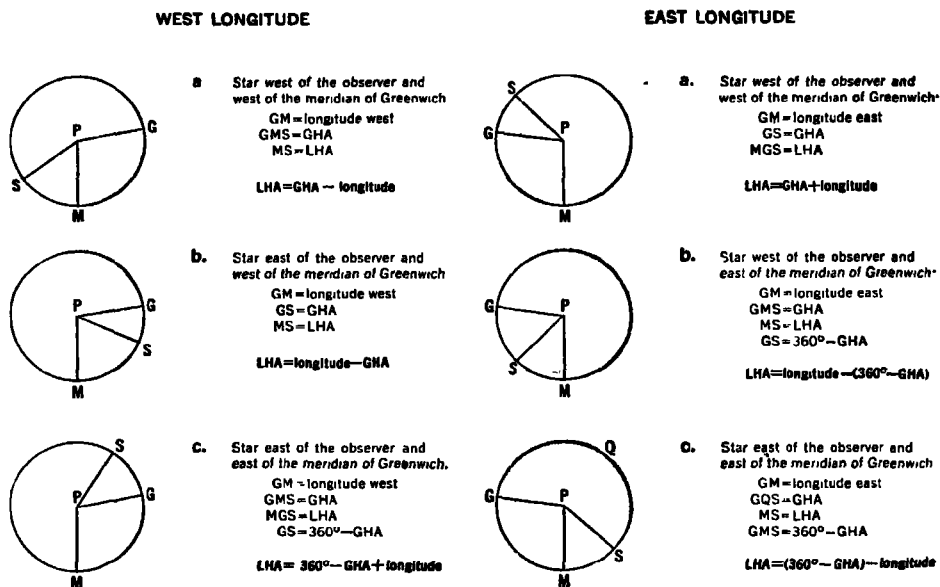 WEST LONGITUDE
a Star west of the observer and
west of the meridian of Greenwich
GM=longitude west
GMS=GHA
MS=LHA
LHA=GHA − longitude
P
G
S
M
b. Star east of the observer and
west of the meridian of Greenwich
GM=longitude west
GS=GHA
MS=LHA
LHA=longitude−GHA
P
G
S
M
c. Star east of the observer and
east of the meridian of Greenwich.
GM=longitude west
GMS=GHA
MGS=LHA
GS=360°−GHA
LHA= 360°−GHA+longitude
S
P
G
M
EAST LONGITUDE
a. Star west of the observer and
west of the meridian of Greenwich
GM=longitude east
GS=GHA
MGS=LHA
LHA=GHA+longitude
S
G
P
M
b. Star west of the observer and
east of the meridian of Greenwich
GM=longitude east
GMS=GHA
MS=LHA
GS=360°−GHA
LHA=longitude−(360°−GHA)
G
P
S
M
c. Star east of the observer and
east of the meridian of Greenwich
GM=longitude east
GQS=GHA
MS=LHA
GMS=360°−GHA
LHA=(360°−GHA)−longitude
Q
G
P
S
M